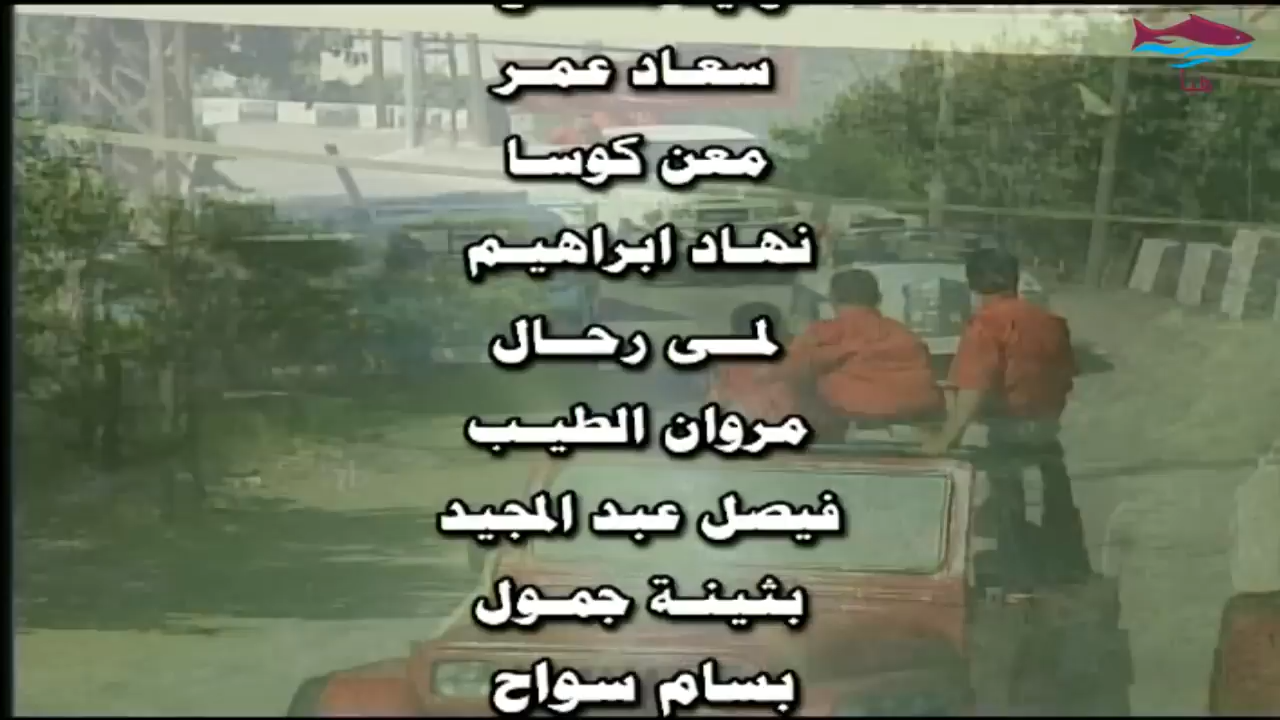 سعاد عمر
معن كوسا
نهاد ابراهيم
لمى رحال
مروان الطيب
فيصل عبد المجيد
بثينة جمول
بسام سواح